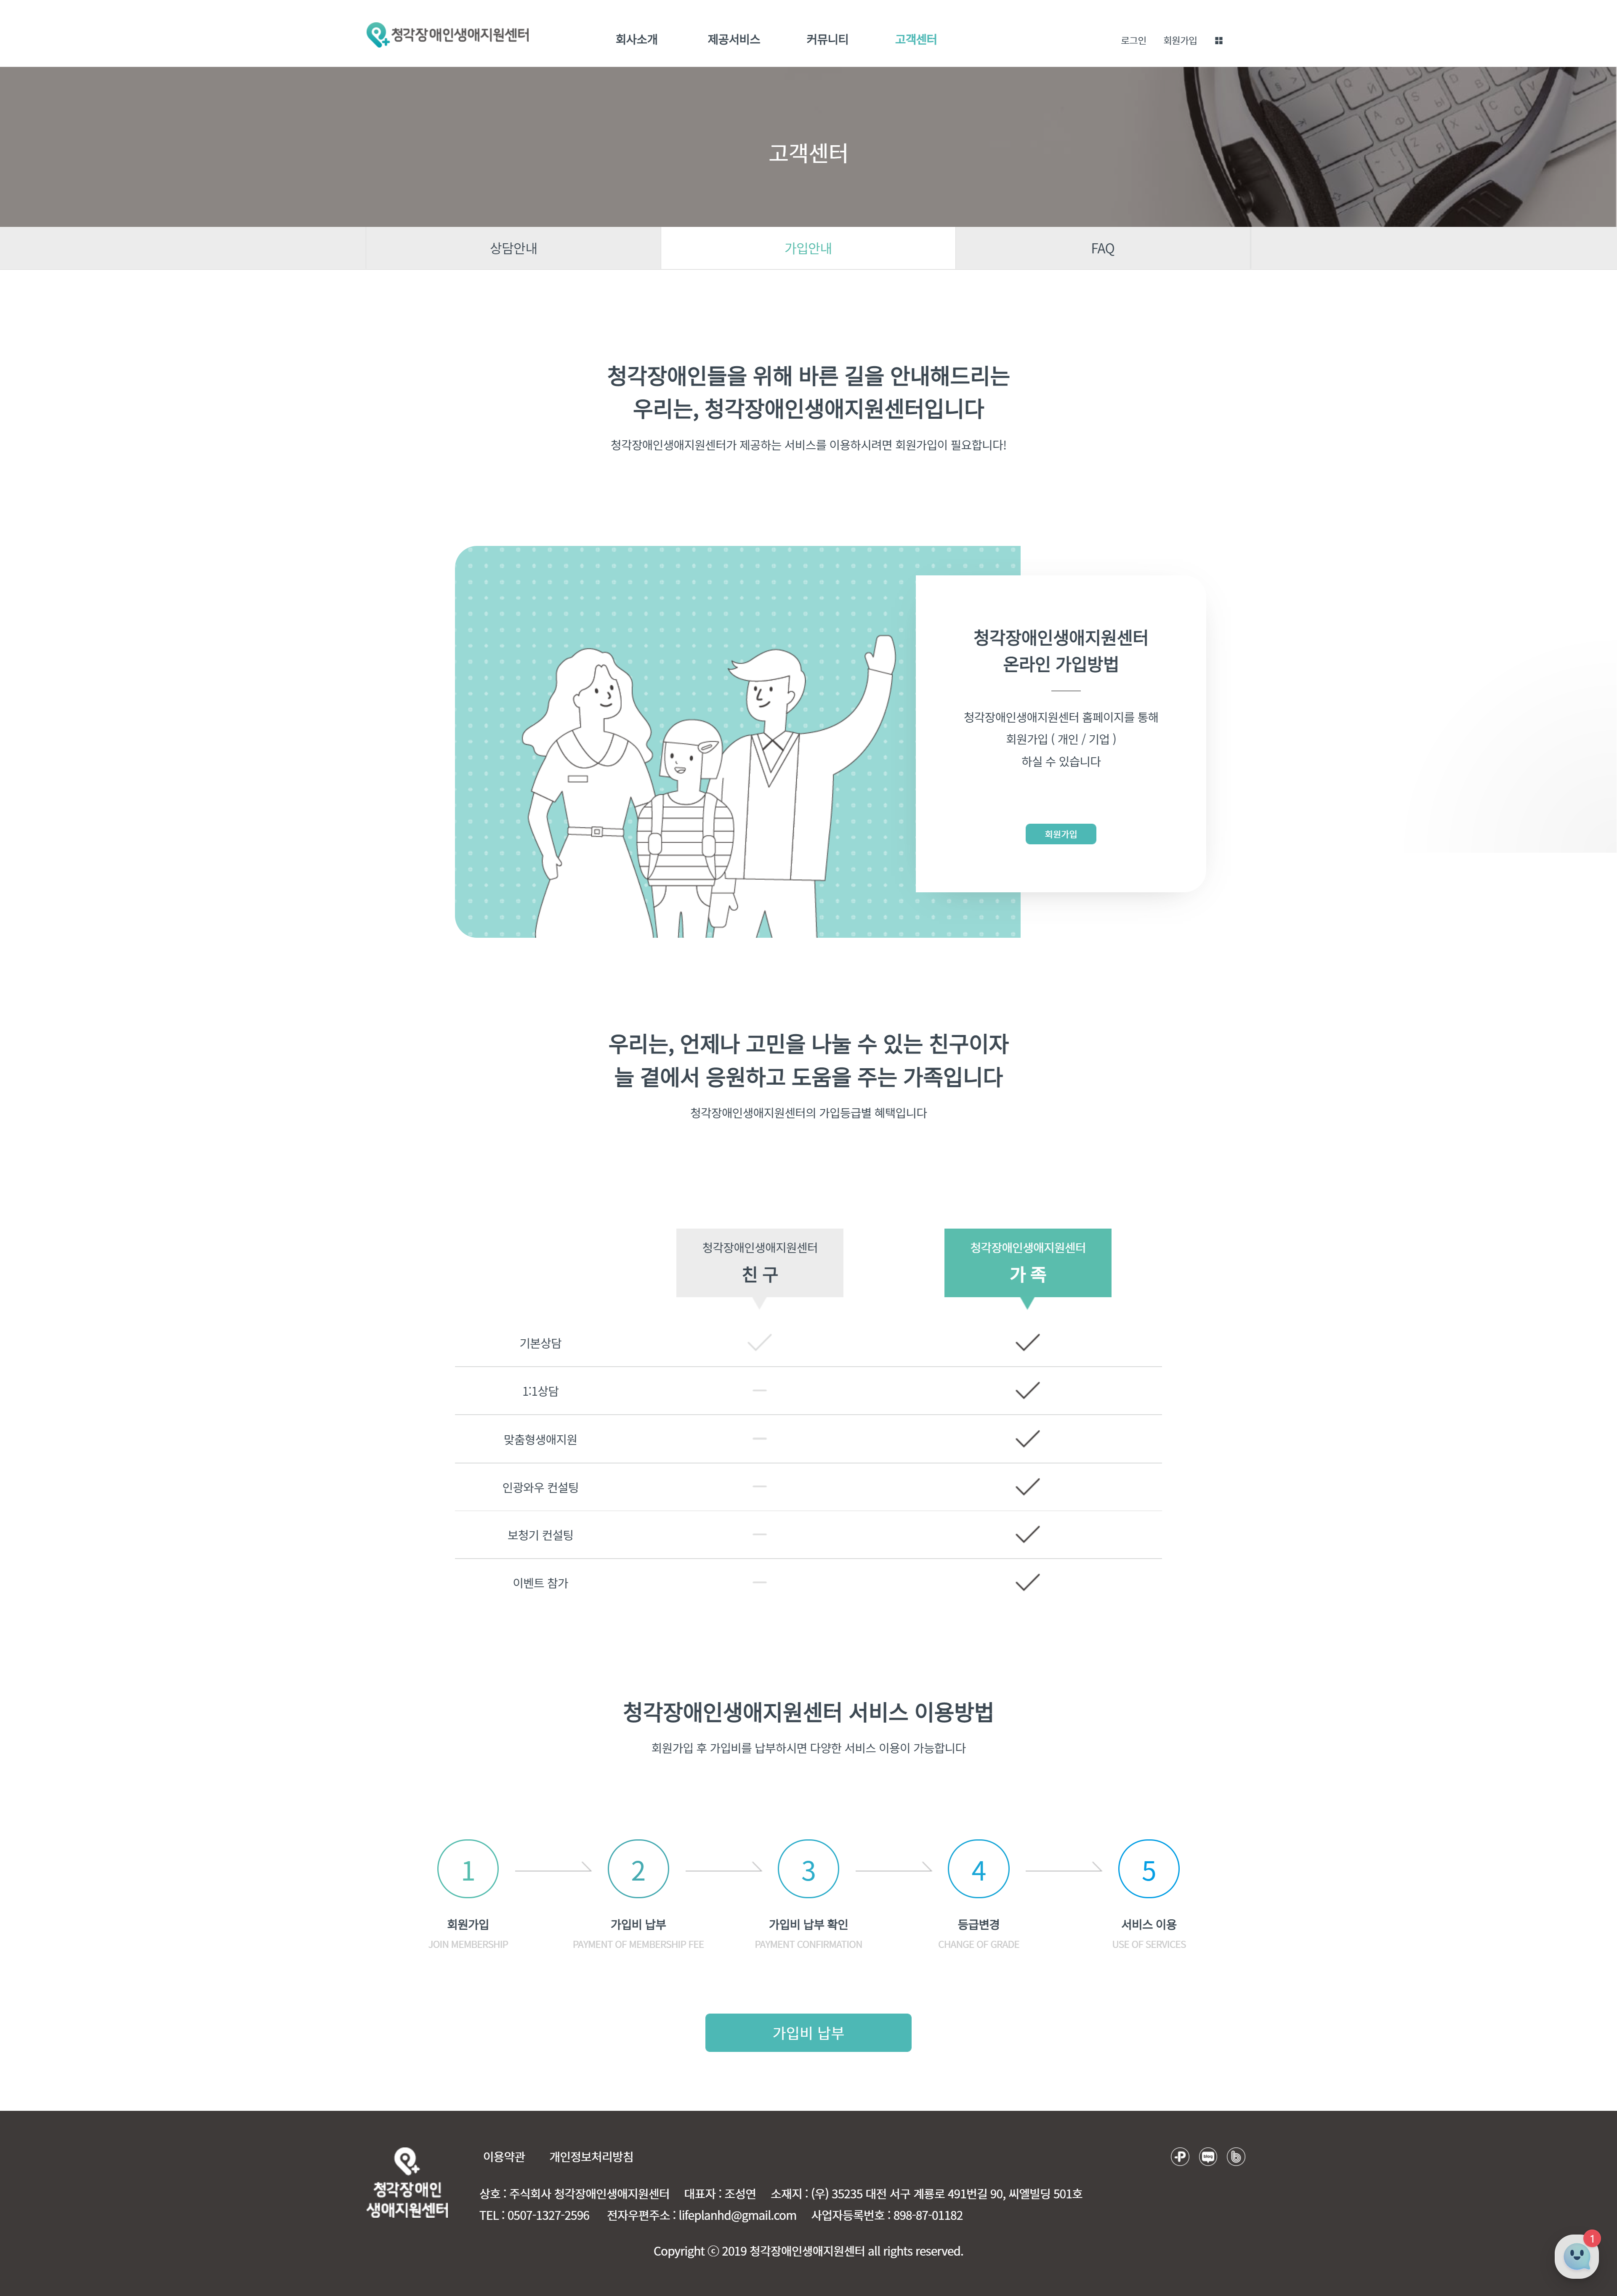 청각장애인생애지원센터
회사소개 제공서비스 커뮤니티 고객센터
로그인 회원가입
고객센터
상담안내 가입안내 FAQ
청각장애인들을 위해 바른 길을 안내해드리는
우리는, 청각장애인생애지원센터입니다
청각장애인생애지원센터가 제공하는 서비스를 이용하시려면 회원가입이 필요합니다!
청각장애인생애지원센터
온라인 가입방법
청각장애인생애지원센터 홈페이지를 통해
회원가입 ( 개인 / 기업 )
하실 수 있습니다
회원가입
우리는, 언제나 고민을 나눌 수 있는 친구이자
늘 곁에서 응원하고 도움을 주는 가족입니다
청각장애인생애지원센터의 가입등급별 혜택입니다
청각장애인생애지원센터 청각장애인생애지원센터
친 구 가 족
기본상담
1:1상담
맞춤형생애지원
인광와우 컨설팅
보청기 컨설팅
이벤트 참가
청각장애인생애지원센터 서비스 이용방법
회원가입 후 가입비를 납부하시면 다양한 서비스 이용이 가능합니다
1 2 3 4 5
회원가입 가입비 납부 가입비 납부 확인 등급변경 서비스 이용
JOIN MEMBERSHIP PAYMENT OF MEMBERSHIP FEE PAYMENT CONFIRMATION CHANGE OF GRADE USE OF SERVICES
가입비 납부
이용약관 개인정보처리방침
청각장애인
생애지원센터
상호 : 주식회사 청각장애인생애지원센터 대표자 : 조성연 소재지 : (우) 35235 대전 서구 계룡로 491번길 90, 씨엘빌딩 501호
TEL : 0507-1327-2596 전자우편주소 : lifeplanhd@gmail.com 사업자등록번호 : 898-87-01182
Copyright ⓒ 2019 청각장애인생애지원센터 all rights reserved.
1